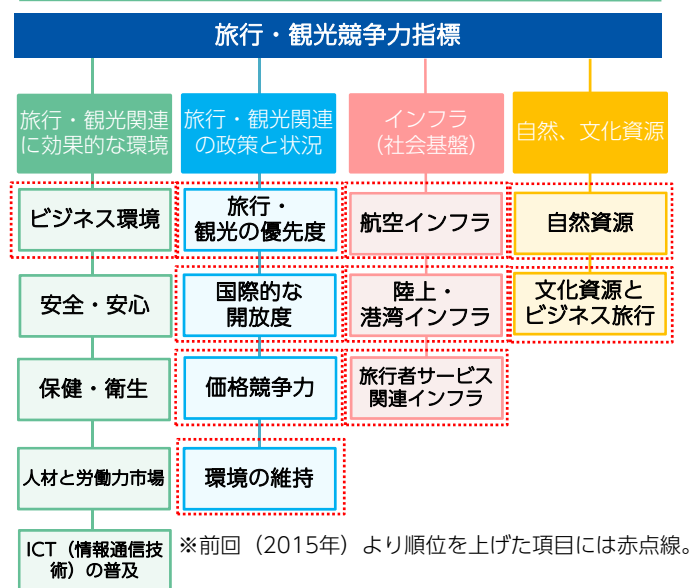 旅行・観光競争力指標
旅行・観光関連
に効果的な環境
旅行・観光関連
の政策と状況
インフラ
（社会基盤）
自然、文化資源
ビジネス環境
安全・安心
保健・衛生
人材と労働力市場
ICT（情報通信技
術）の普及
旅行・
観光の優先度
国際的な
開放度
価格競争力
環境の維持
航空インフラ
陸上・
港湾インフラ
旅行者サービス
関連インフラ
自然資源
文化資源と
ビジネス旅行
※前回（2015年）より順位を上げた項目には赤点線。